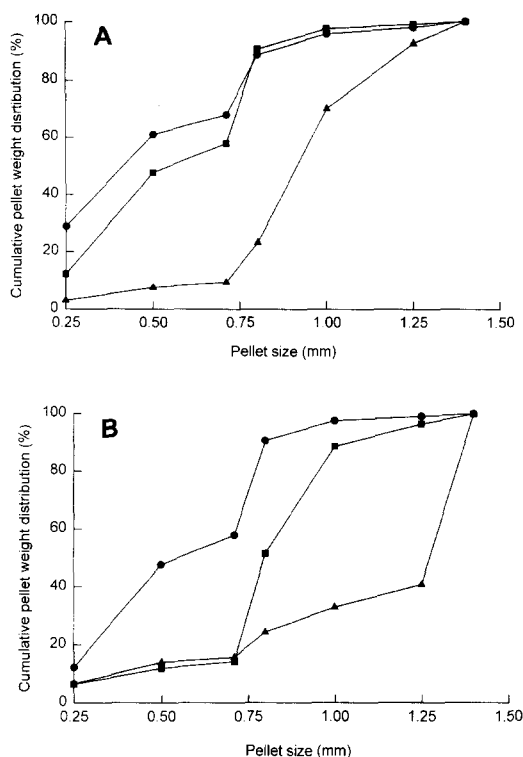 A
Cumulative pellet weight disrtibution (%)
100
80
60
40
20
0
0.25 0.50 0.75 1.00 1.25 1.50
Pellet size (mm)
B
Cumulative pellet weight distribution (%)
100
80
60
40
20
0
0.25 0.50 0.75 1.00 1.25 1.50
Pellet size (mm)